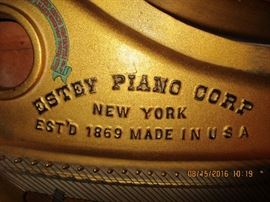 ESTEY PIANO CORP
NEW YORK
EST'D 1869 MADE IN U S A
08/45/2016 10:19